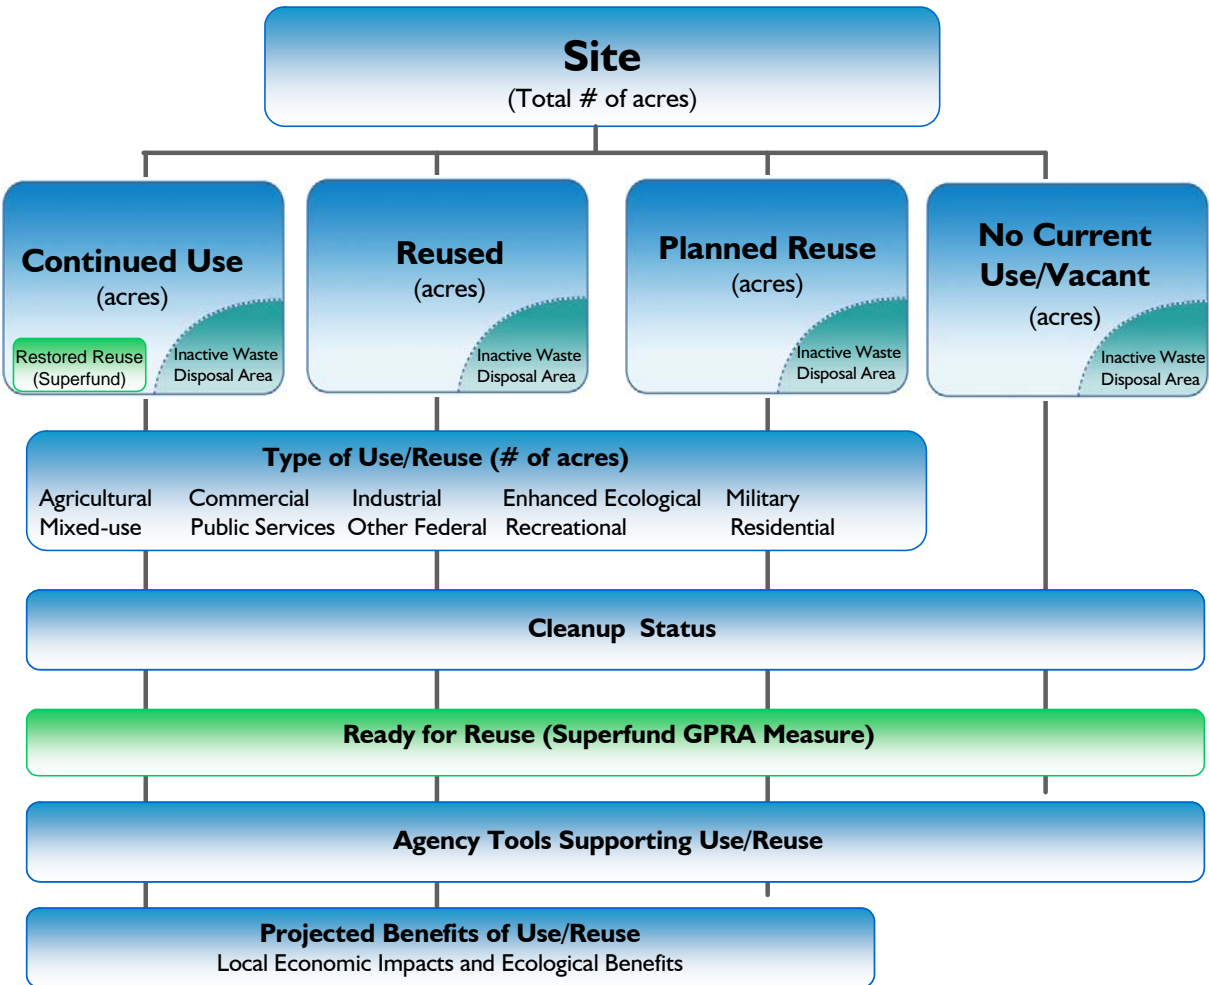 Site
(Total # of acres)
Continued Use
(acres)
Restored Reuse
(Superfund)
Inactive Waste
Disposal Area
Reused
(acres)
Inactive Waste
Disposal Area
Planned Reuse
(acres)
Inactive Waste
Disposal Area
No Current
Use/Vacant
(acres)
Inactive Waste
Disposal Area
Type of Use/Reuse (# of acres)
Agricultural Commercial Industrial Enhanced Ecological Military
Mixed-use Public Services Other Federal Recreational Residential
Cleanup Status
Ready for Reuse (Superfund GPRA Measure)
Agency Tools Supporting Use/Reuse
Projected Benefits of Use/Reuse
Local Economic Impacts and Ecological Benefits